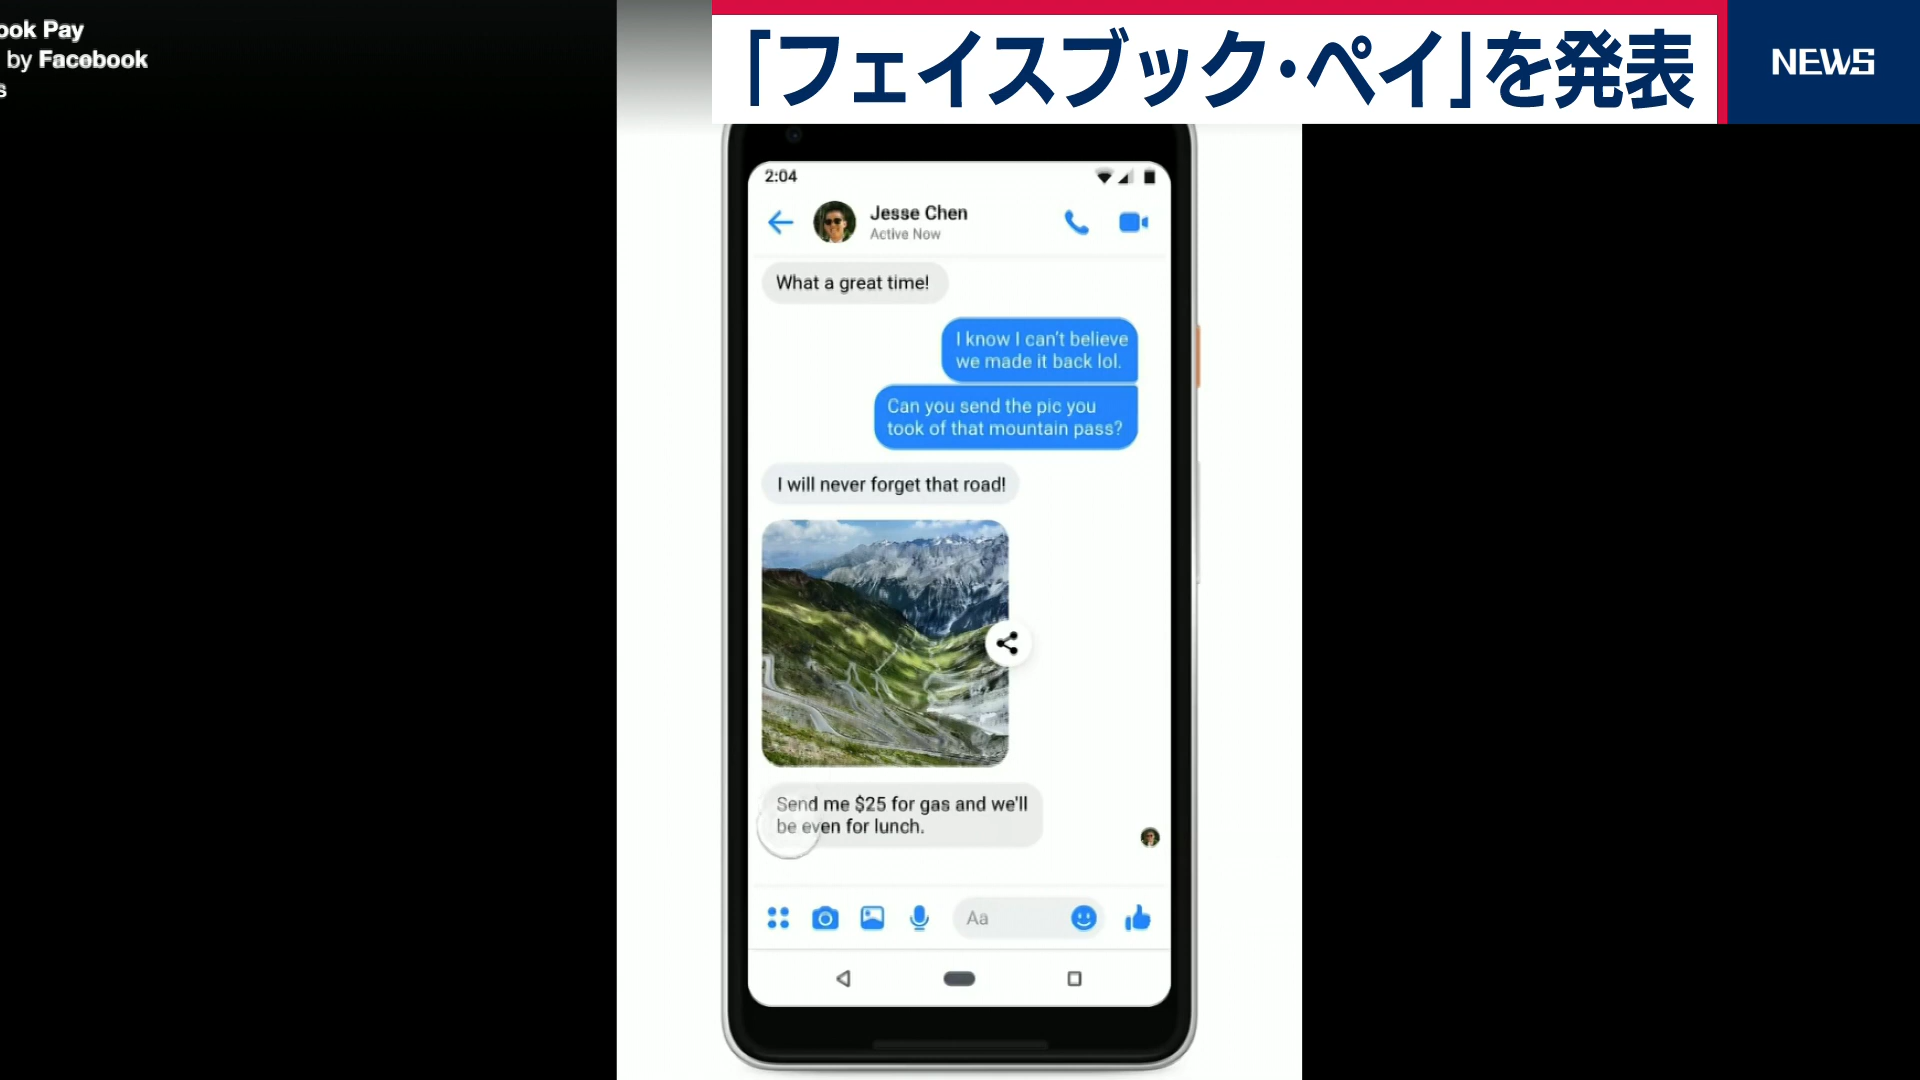 Pay
by Facebook
「フェイスブック・ペイ」を発表
NEWS
2:04
Jesse Chen
Active Now
What a great time!
I know I can't believe
we made it back lol.
Can you send the pic you
took of that mountain pass?
I will never forget that road!
Send me $25 for gas and we'll
be even for lunch.
Aa